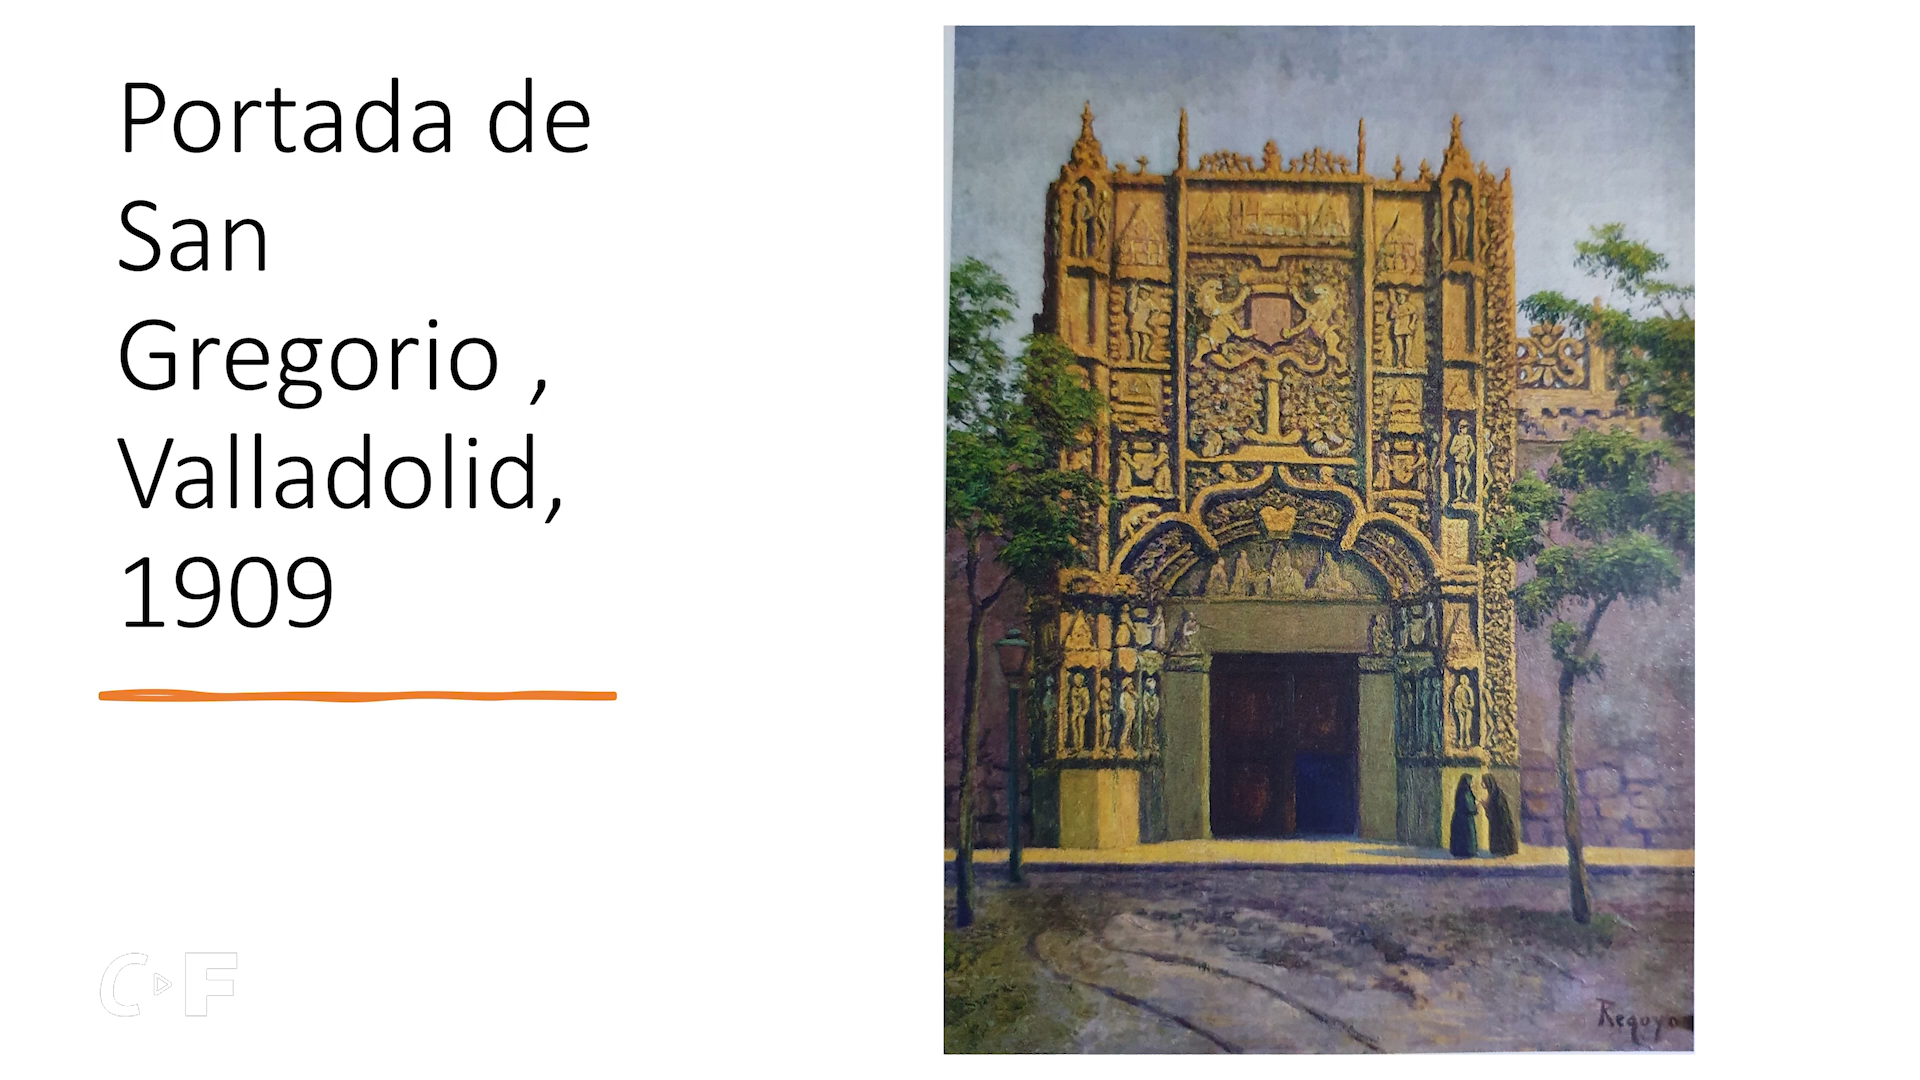 Portada de
San
Gregorio ,
Valladolid,
1909
C F
Regoyos